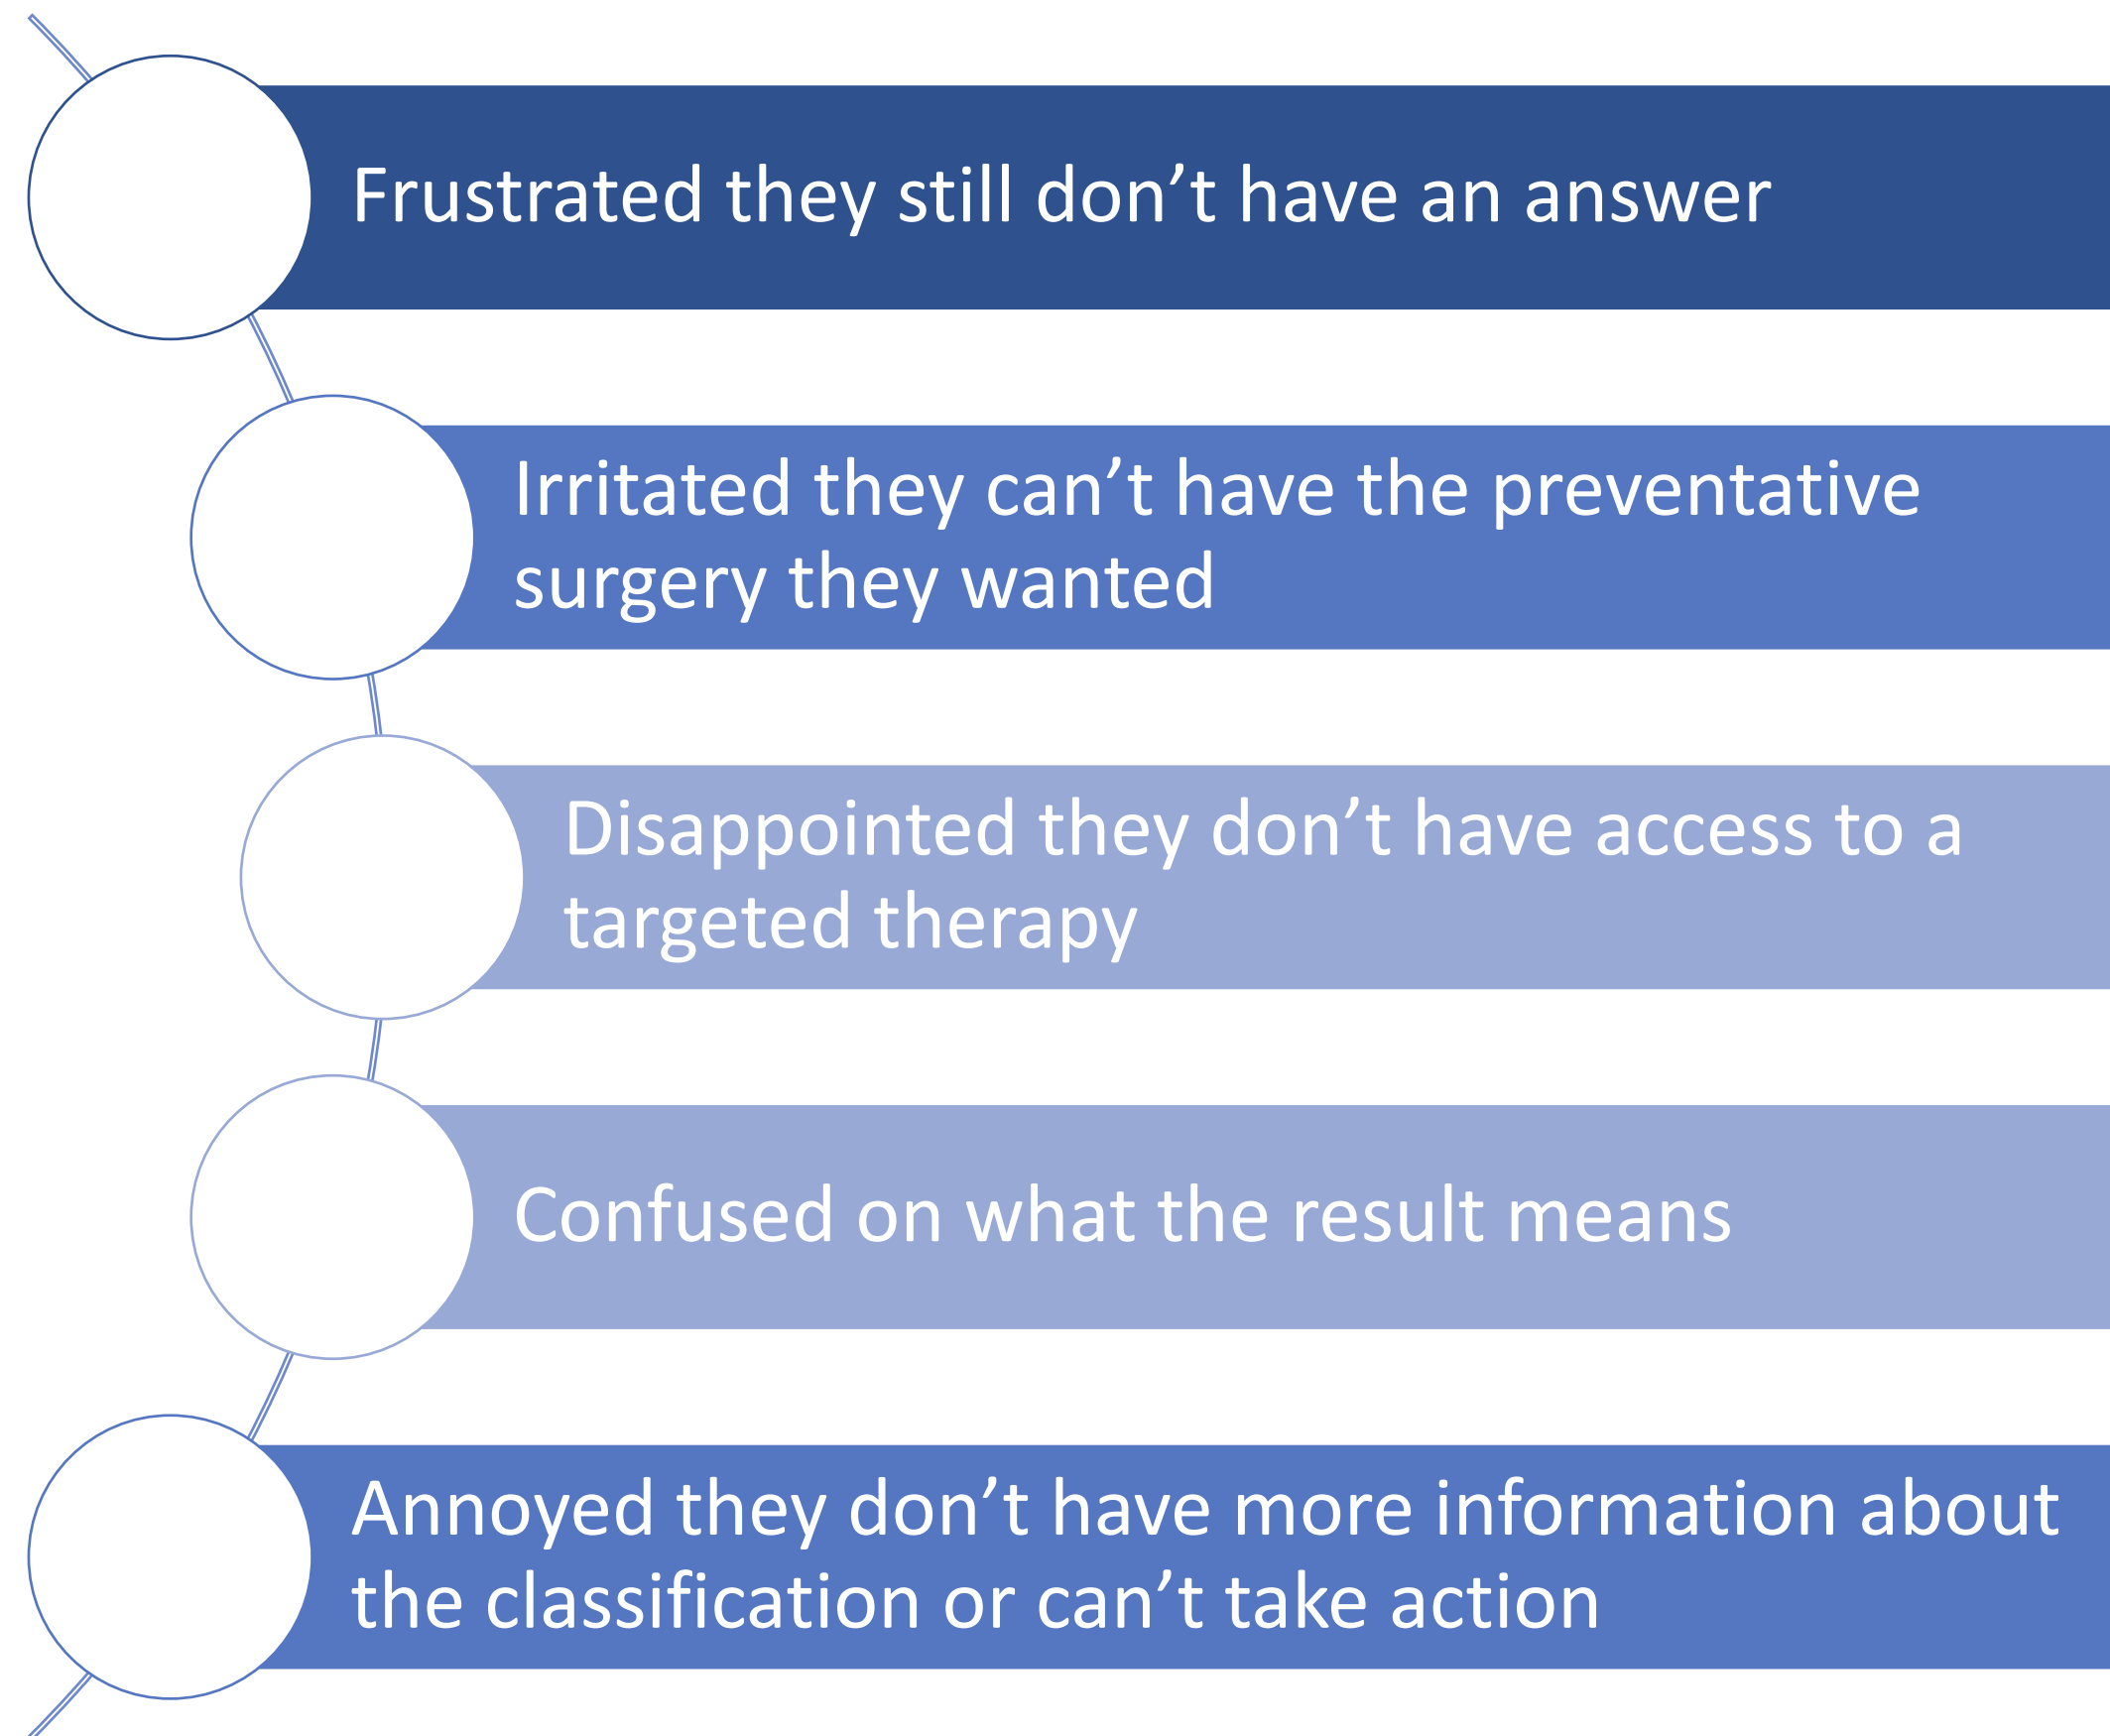 Frustrated they still don’t have an answer
Irritated they can’t have the preventative
surgery they wanted
Disappointed they don’t have access to a
targeted therapy
Confused on what the result means
Annoyed they don’t have more information about
the classification or can’t take action